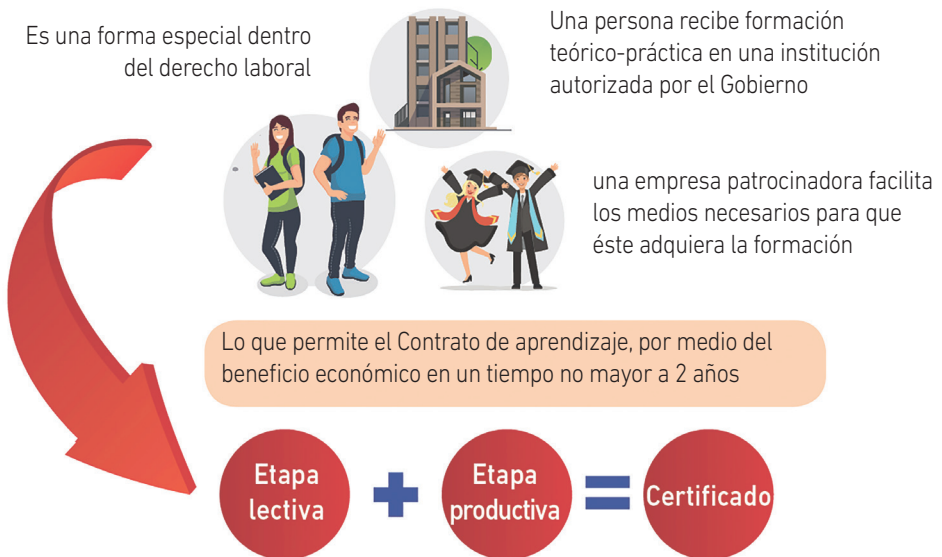 Es una forma especial dentro
del derecho laboral
Una persona recibe formación
teórico-práctica en una institución
autorizada por el Gobierno
una empresa patrocinadora facilita
los medios necesarios para que
éste adquiera la formación
Lo que permite el Contrato de aprendizaje, por medio del
beneficio económico en un tiempo no mayor a 2 años
Etapa
lectiva
+
Etapa
productiva
=
Certificado